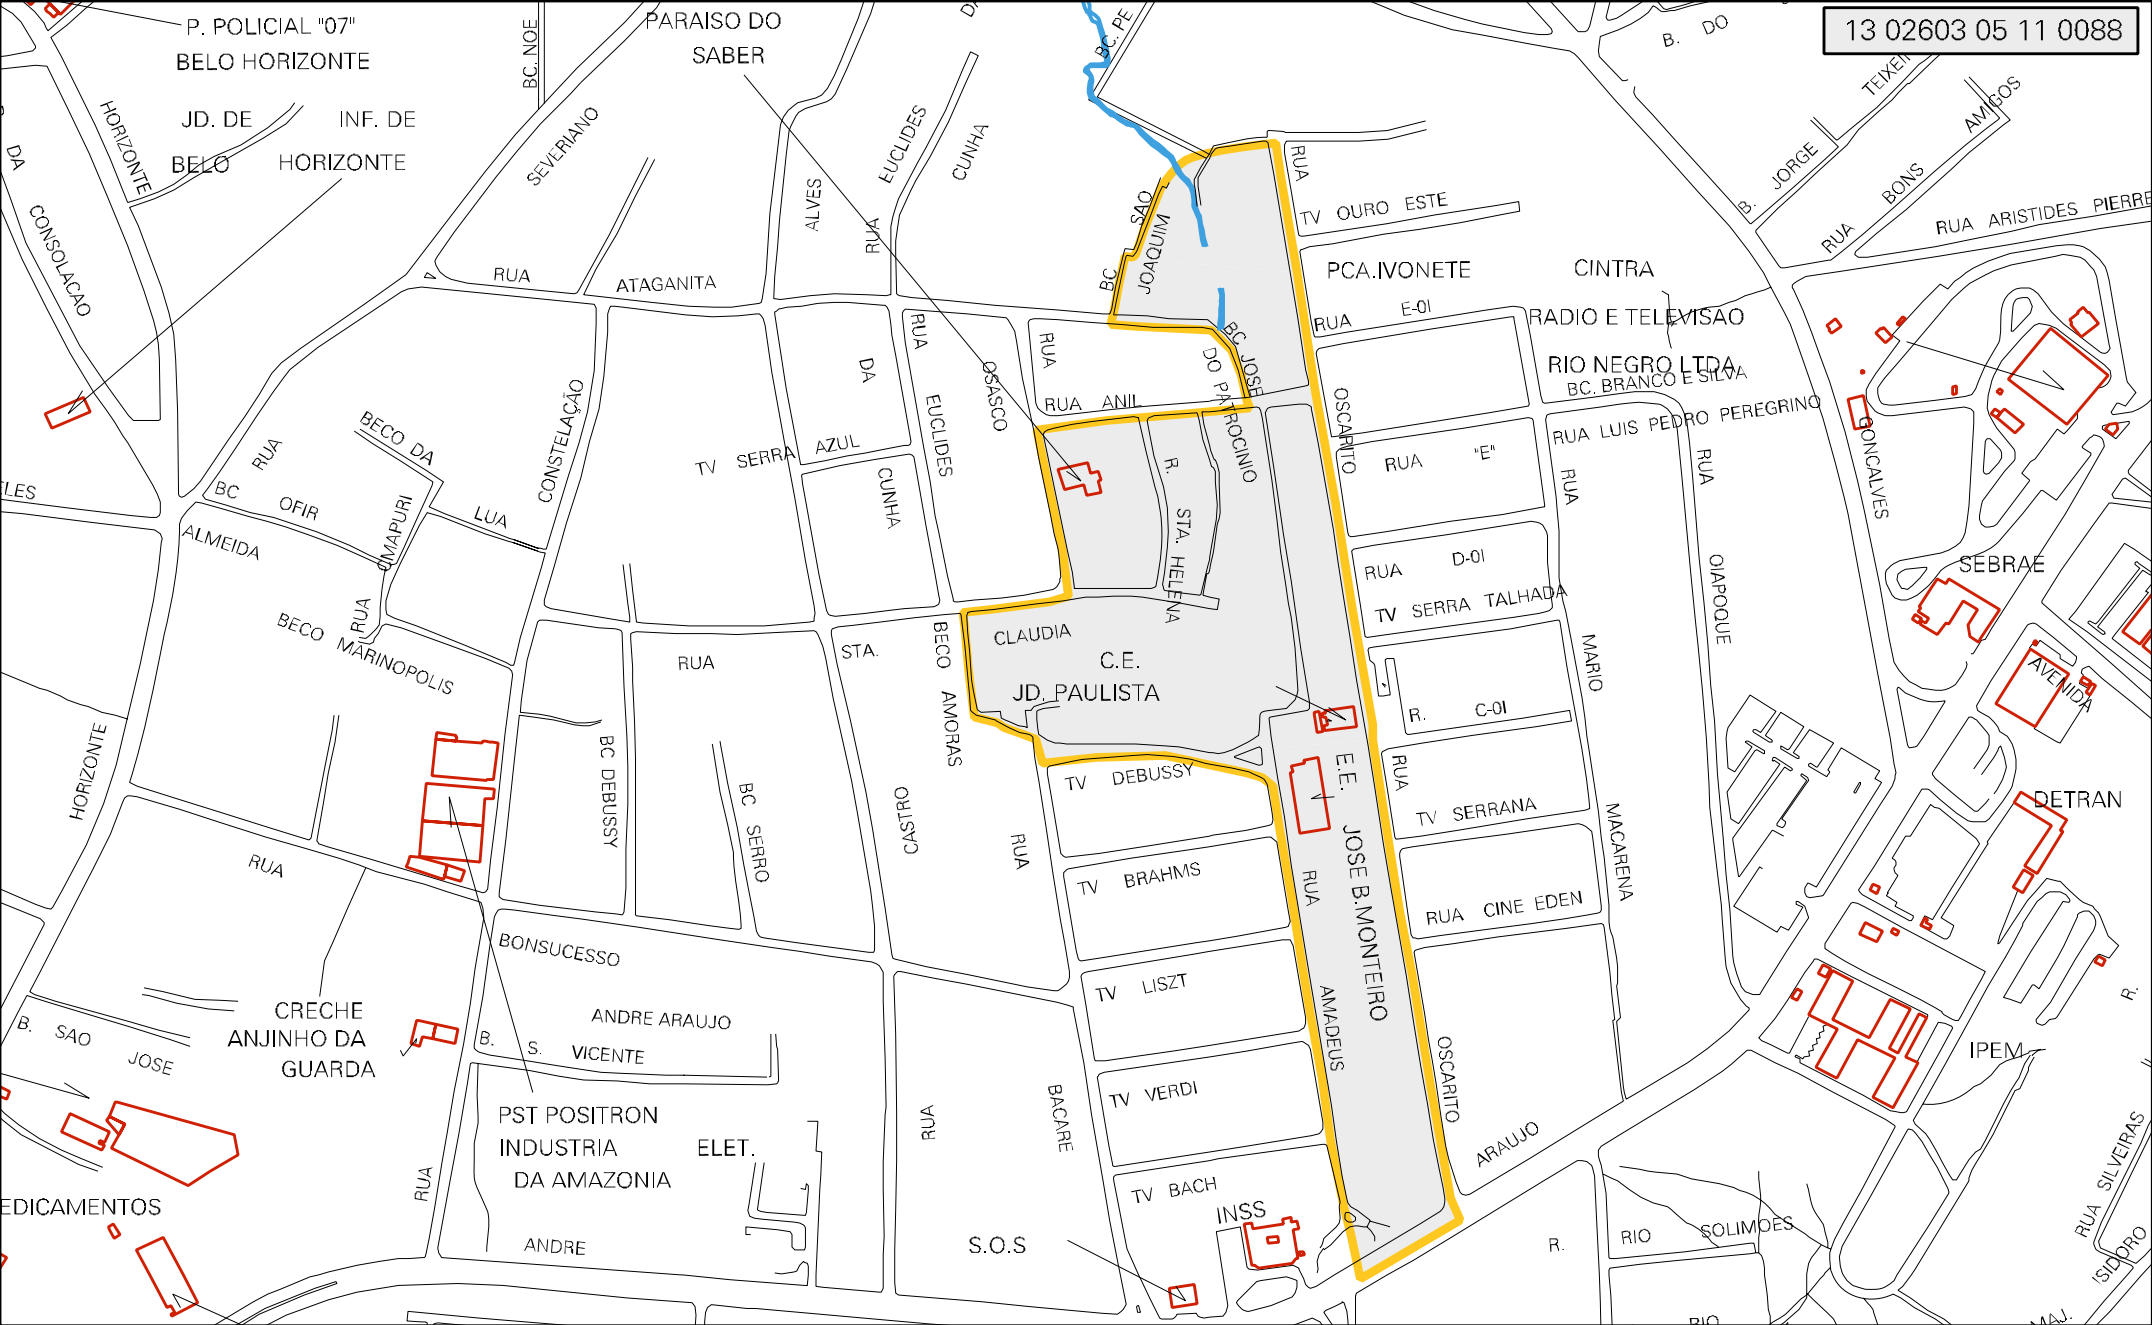 13 02603 05 11 0088
P. POLICIAL "07"
BELO HORIZONTE
JD. DE INF. DE
BELO HORIZONTE
PARAISO DO
SABER
BC. NOE
BC. PE
B. DO
HORIZONTE
DA
CONSOLACAO
SEVERIANO
ALVES
EUCLIDES
CUNHA
RUA
RUA ATAGANITA
SAO
JOAQUIM
BC
RUA
TV OURO ESTE
PCA.IVONETE CINTRA
RUA E-01
RADIO E TELEVISAO
RIO NEGRO LTDA
BC. BRANCO E SILVA
RUA LUIS PEDRO PEREGRINO
B.
JORGE
AMIGOS
BONS
RUA
RUA ARISTIDES PIERRE
RUA
OSASCO
RUA
RUA ANIL
BC JOSE
DO PATROCINIO
OSCARITO
DA
EUCLIDES
CUNHA
TV SERRA AZUL
CONSTELAÇÃO
BECO DA
LUA
RUA
BC OFIR
OMAPURI
RUA
ALMEIDA
BECO MARINOPOLIS
R. STA. HELENA
RUA "E"
RUA
RUA
OIAPOQUE
GONCALVES
RUA D-01
TV SERRA TALHADA
SEBRAE
AVENIDA
CLAUDIA
C.E.
JD. PAULISTA
STA.
RUA
BECO AMORAS
MARIO
R. C-01
HORIZONTE
BC DEBUSSY
BC SERRO
CASTRO
RUA
TV DEBUSSY
E.E. JOSE B.MONTEIRO
RUA
TV SERRANA
MACARENA
DETRAN
RUA
TV BRAHMS
RUA
RUA CINE EDEN
BONSUCESSO
TV LISZT
AMADEUS
CRECHE
ANJINHO DA
GUARDA
ANDRE ARAUJO
B. S. VICENTE
B. SAO JOSE
OSCARITO
IPEM
R.
TV VERDI
RUA
BACARE
PST POSITRON
INDUSTRIA ELET.
DA AMAZONIA
ARAUJO
RUA SILVEIRAS
RUA
TV BACH
INSS
EDICAMENTOS
ANDRE
S.O.S
R. RIO SOLIMOES
ISIDORO
RIO
MAJ.